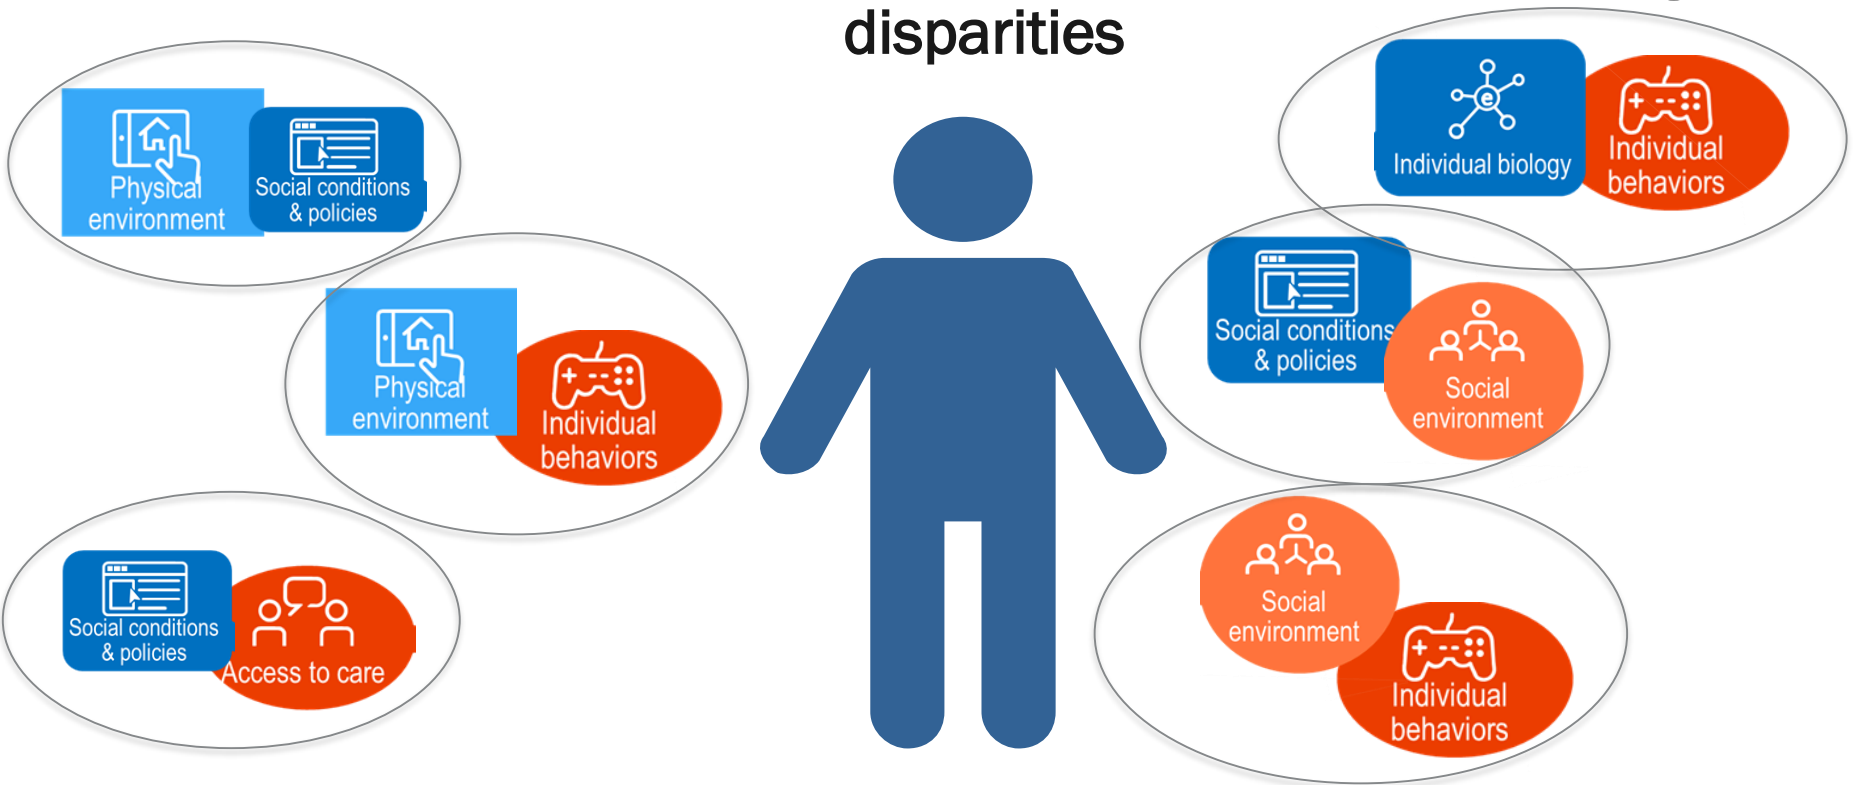 disparities
Physical
environment
Social conditions
& policies
Physical
environment
Individual
behaviors
Social conditions
& policies
Access to care
e
Individual biology
Individual
behaviors
Social conditions
& policies
Social
environment
Social
environment
Individual
behaviors